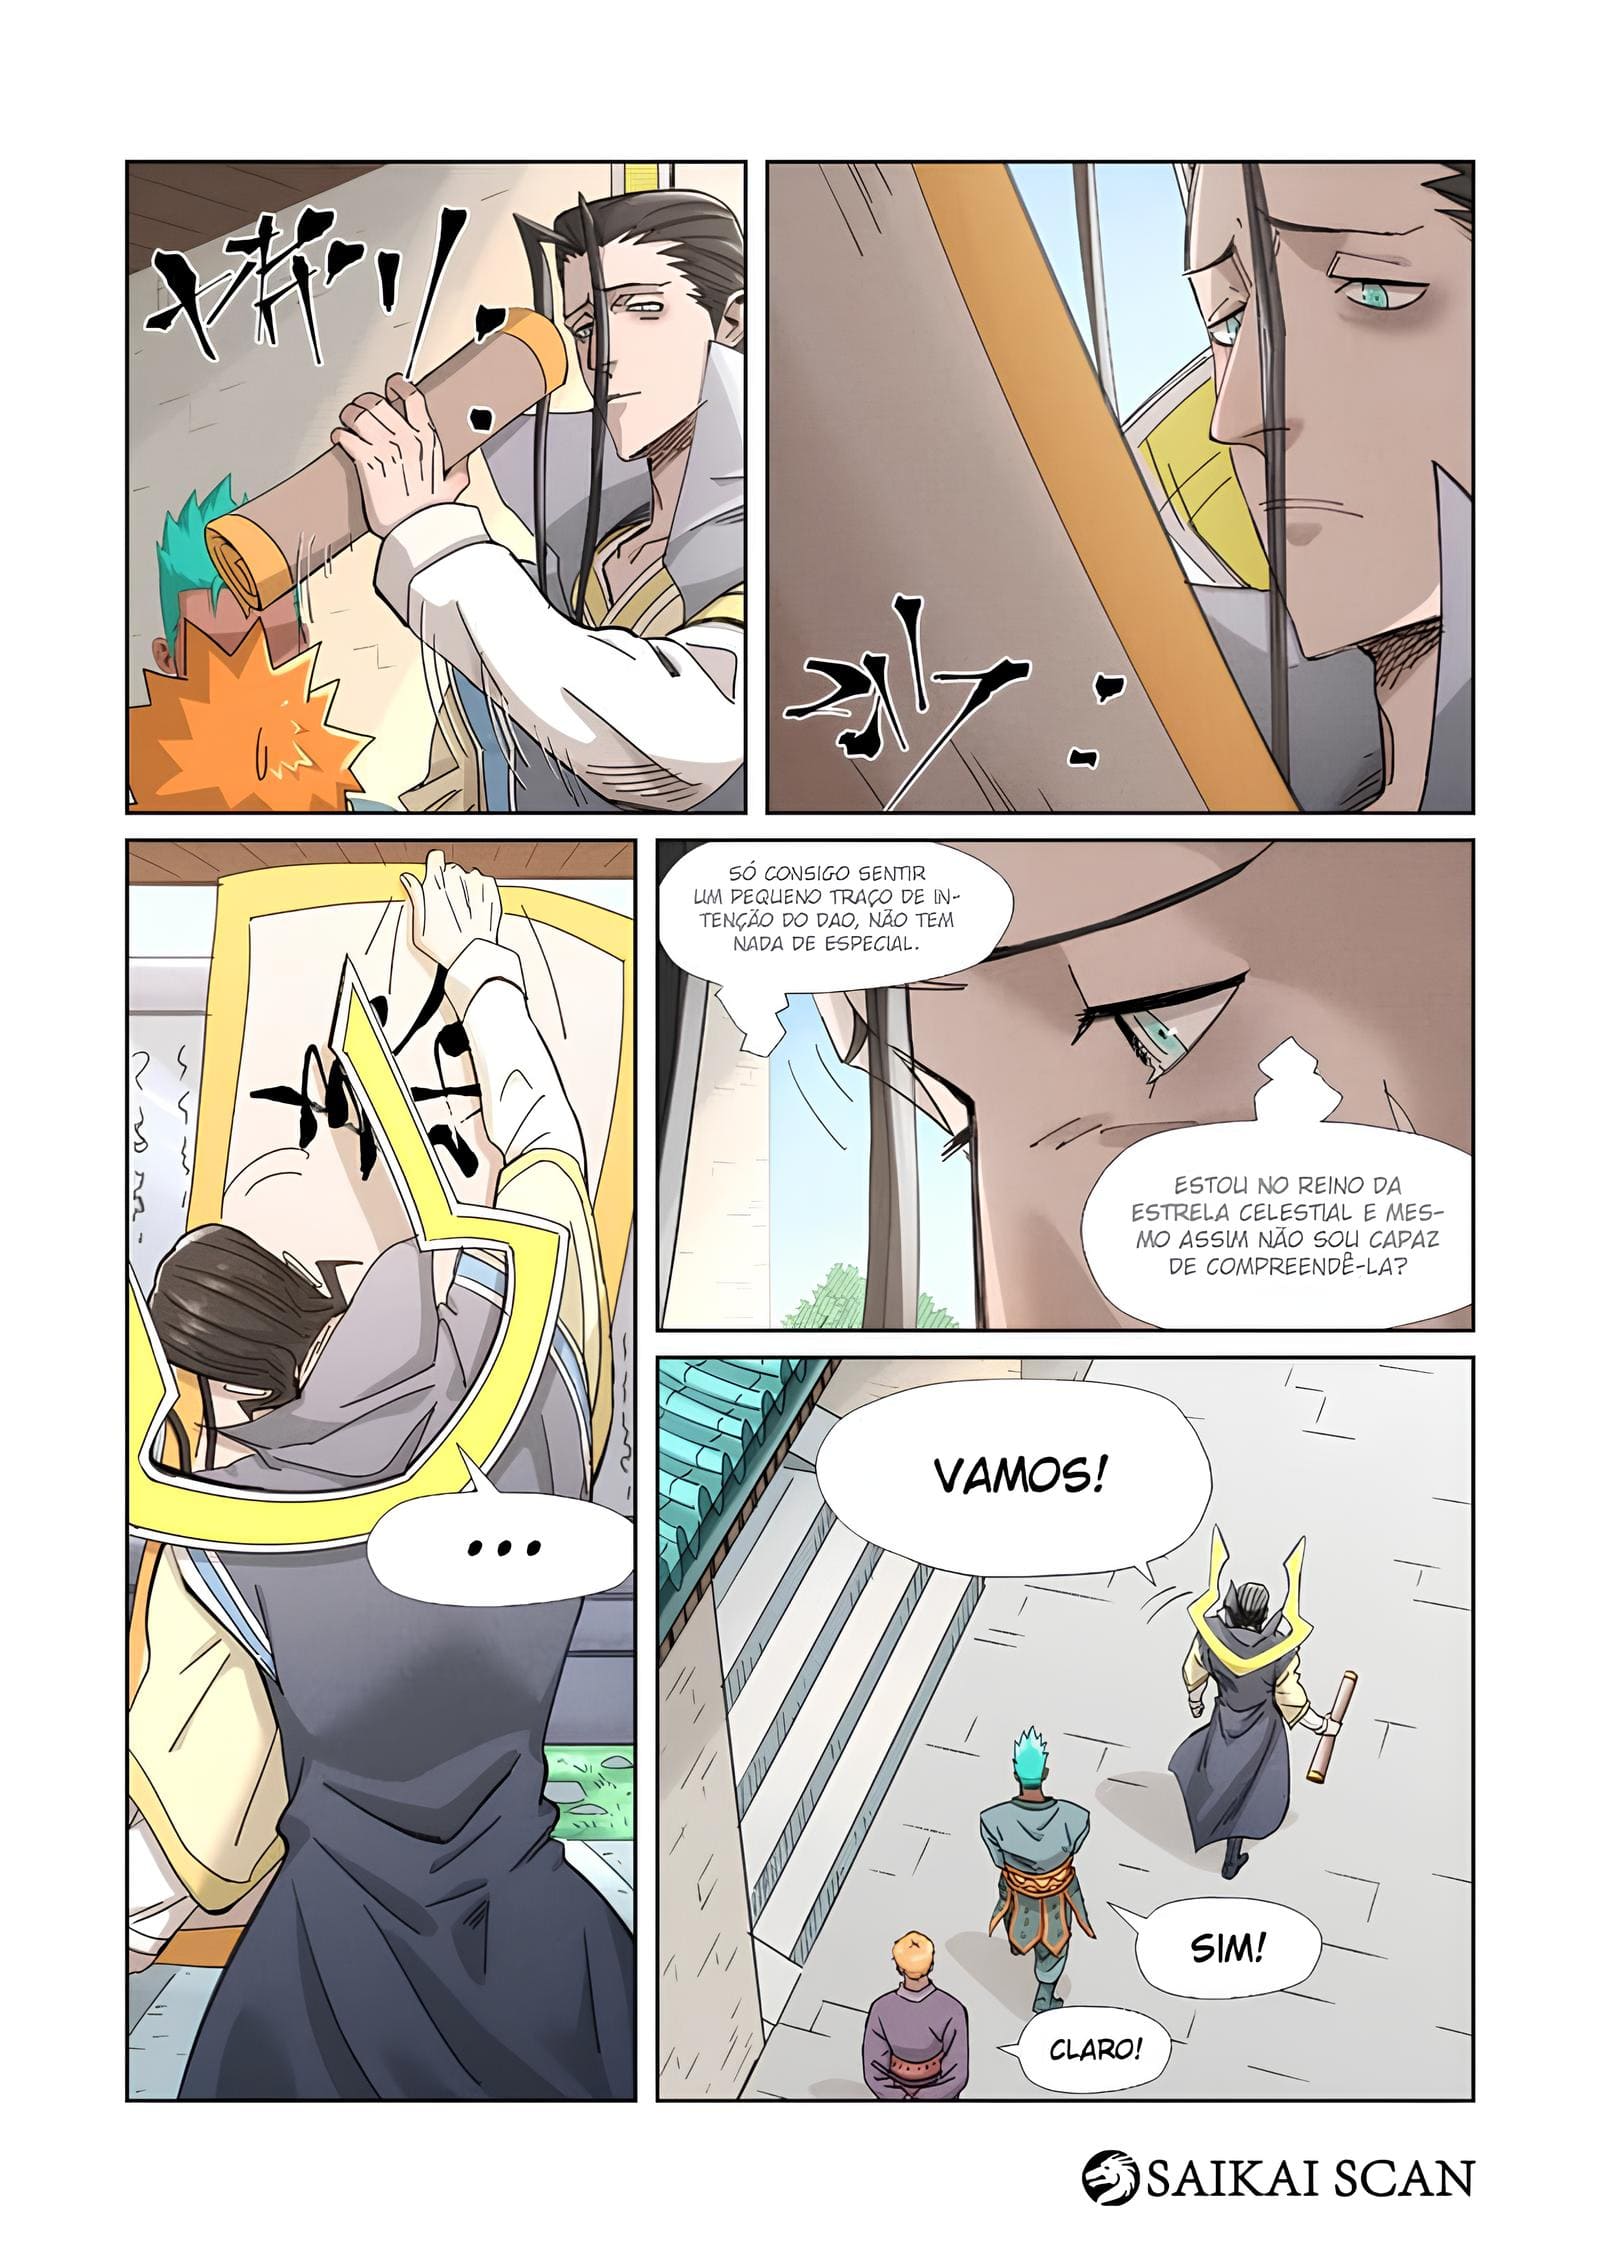 SÓ CONSIGO SENTIR
UM PEQUENO TRAÇO DE IN-
TENÇÃO DO DAO, NÃO TEM
NADA DE ESPECIAL.
ESTOU NO REINO DA
ESTRELA CELESTIAL E MES-
MO ASSIM NÃO SOU CAPAZ
DE COMPREENDÊ-LA?
...
VAMOS!
SIM!
CLARO!
SAIKAI SCAN